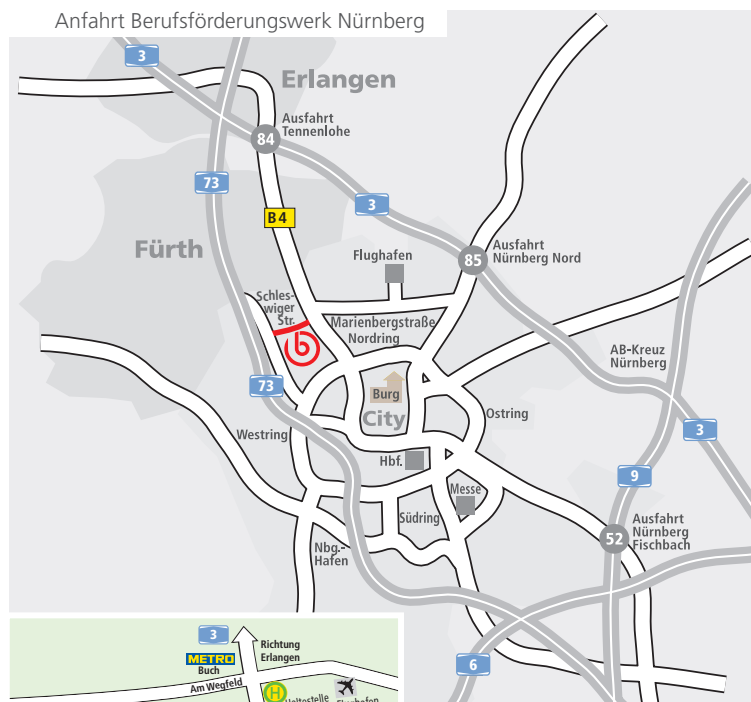 Anfahrt Berufsförderungswerk Nürnberg
3
Erlangen
Ausfahrt
Tennenlohe
84
73
3
B4
Fürth
Flughafen
85
Ausfahrt
Nürnberg Nord
Schles-
wiger
Str.
Marienbergstraße
Nordring
b
AB-Kreuz
Nürnberg
73
Burg
City
Ostring
Westring
3
Hbf.
9
Messe
Südring
52
Ausfahrt
Nürnberg
Fischbach
Nbg.-
Hafen
6
3
Richtung
Erlangen
METRO
Buch
Am Wegfeld
H
Haltestelle
Flughafen